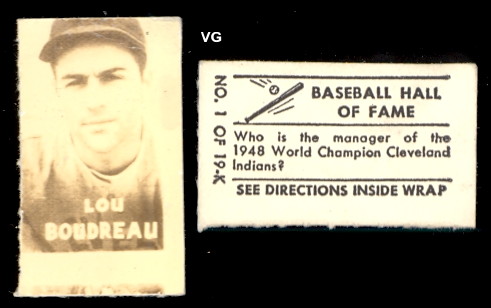 VG
LOU
BOUDREAU
NO. 1 OF 19-K
BASEBALL HALL
OF FAME
Who is the manager of the
1948 World Champion Cleveland
Indians?
SEE DIRECTIONS INSIDE WRAP